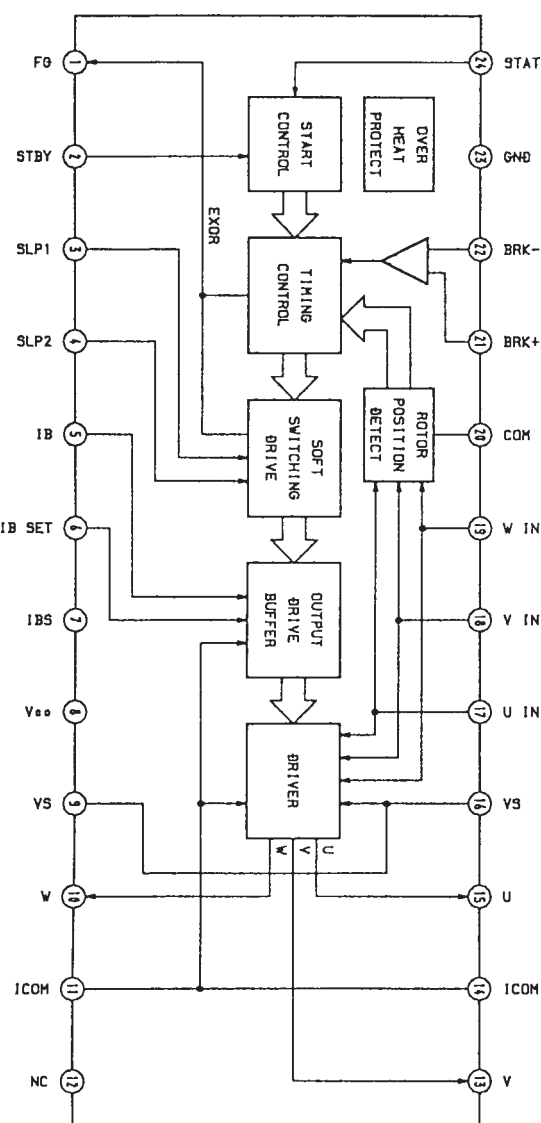 FG
1
24
STAT
START
CONTROL
OVER
HEAT
PROTECT
STBY
2
23
GND
EXOR
SLP1
3
22
BRK-
TIMING
CONTROL
SLP2
4
21
BRK+
ROTOR
POSITION
DETECT
IB
5
20
COM
SOFT
SWITCHING
DRIVE
IB SET
6
19
W IN
IBS
7
18
V IN
OUTPUT
DRIVE
BUFFER
Vcc
8
17
U IN
VS
9
16
VS
DRIVER
W
V
U
W
10
15
U
ICOM
11
14
ICOM
NC
12
13
V